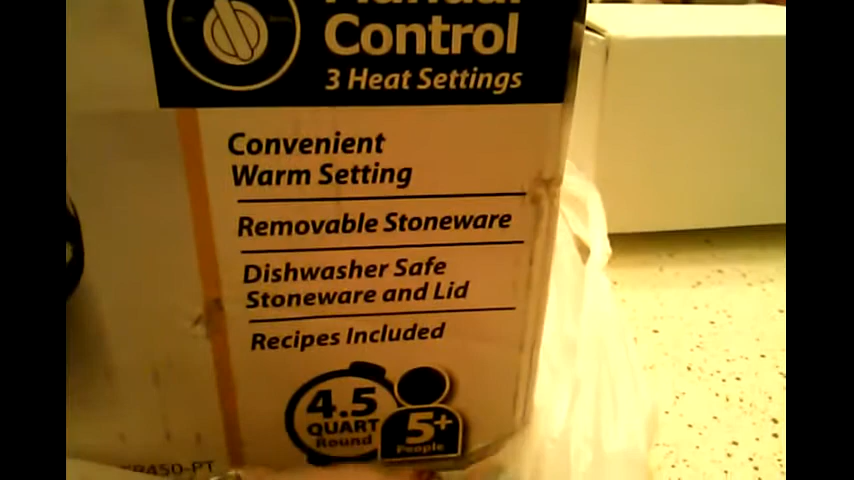 Manual
Control
3 Heat Settings
Convenient
Warm Setting
Removable Stoneware
Dishwasher Safe
Stoneware and Lid
Recipes Included
4.5
QUART
Round
5+
People